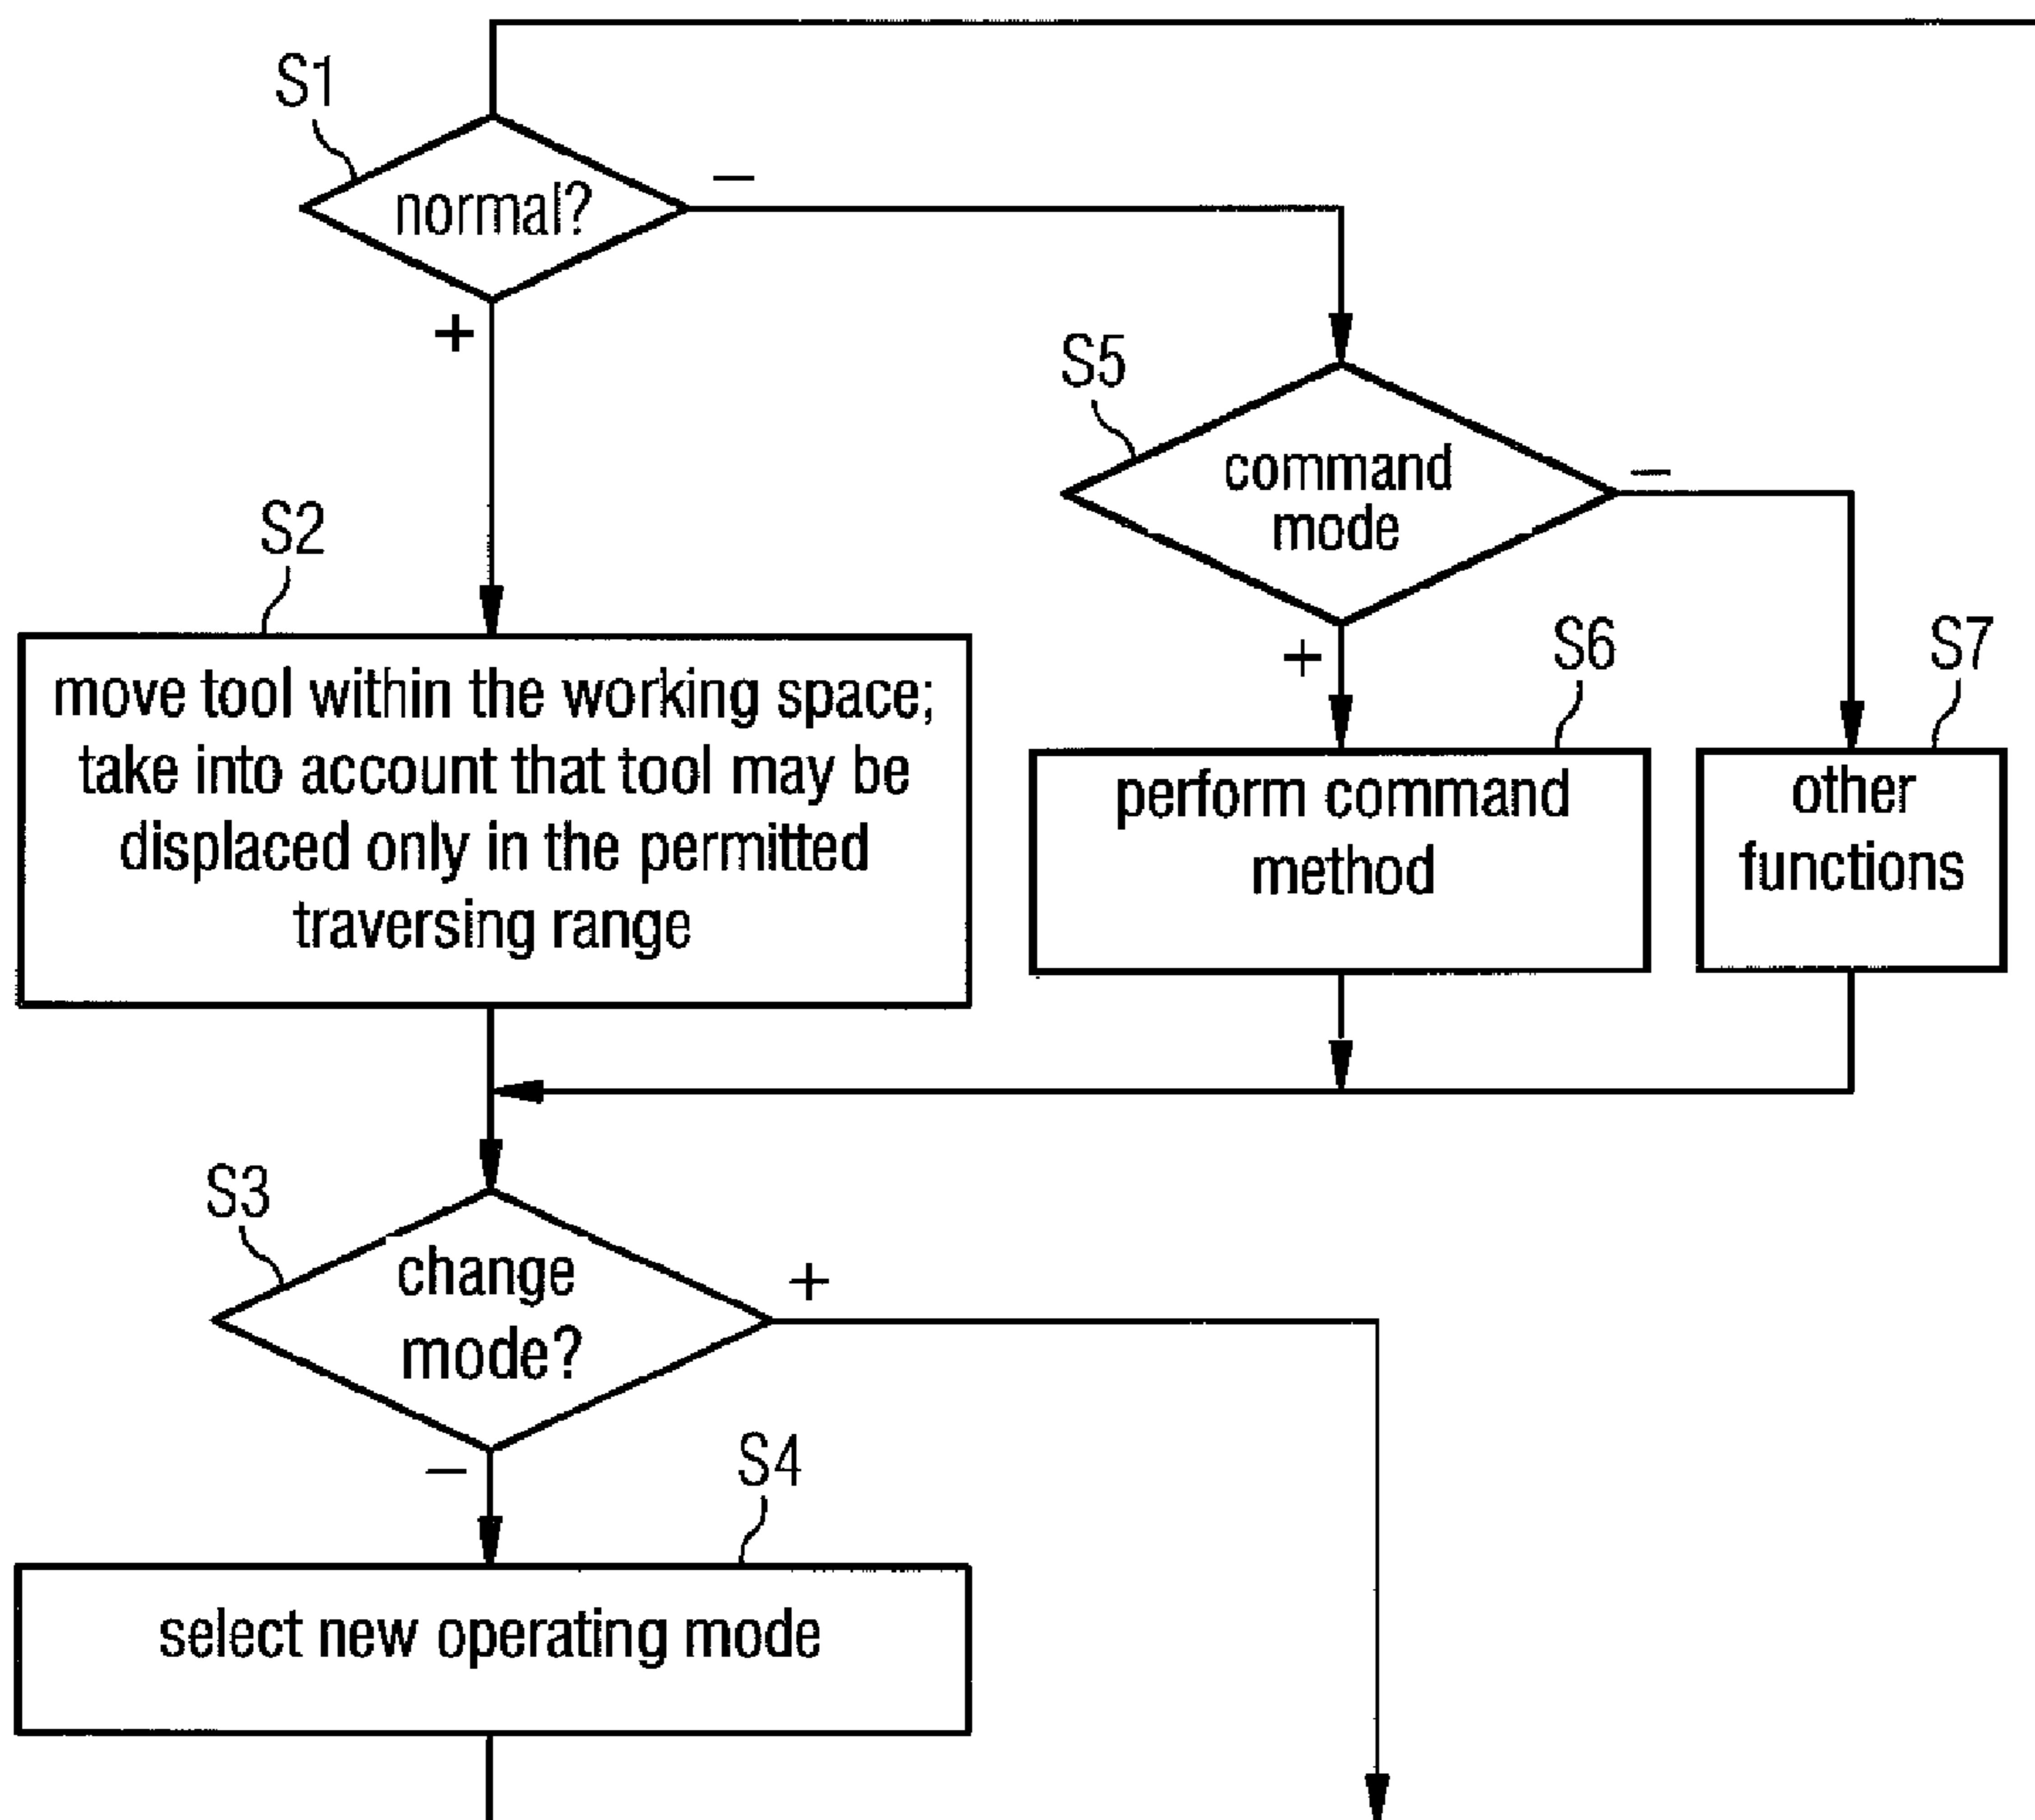 S1
normal?
–
+
S5
command
mode
–
+
S2
move tool within the working space;
take into account that tool may be
displaced only in the permitted
traversing range
S6
perform command
method
S7
other
functions
S3
change
mode?
+
–
S4
select new operating mode